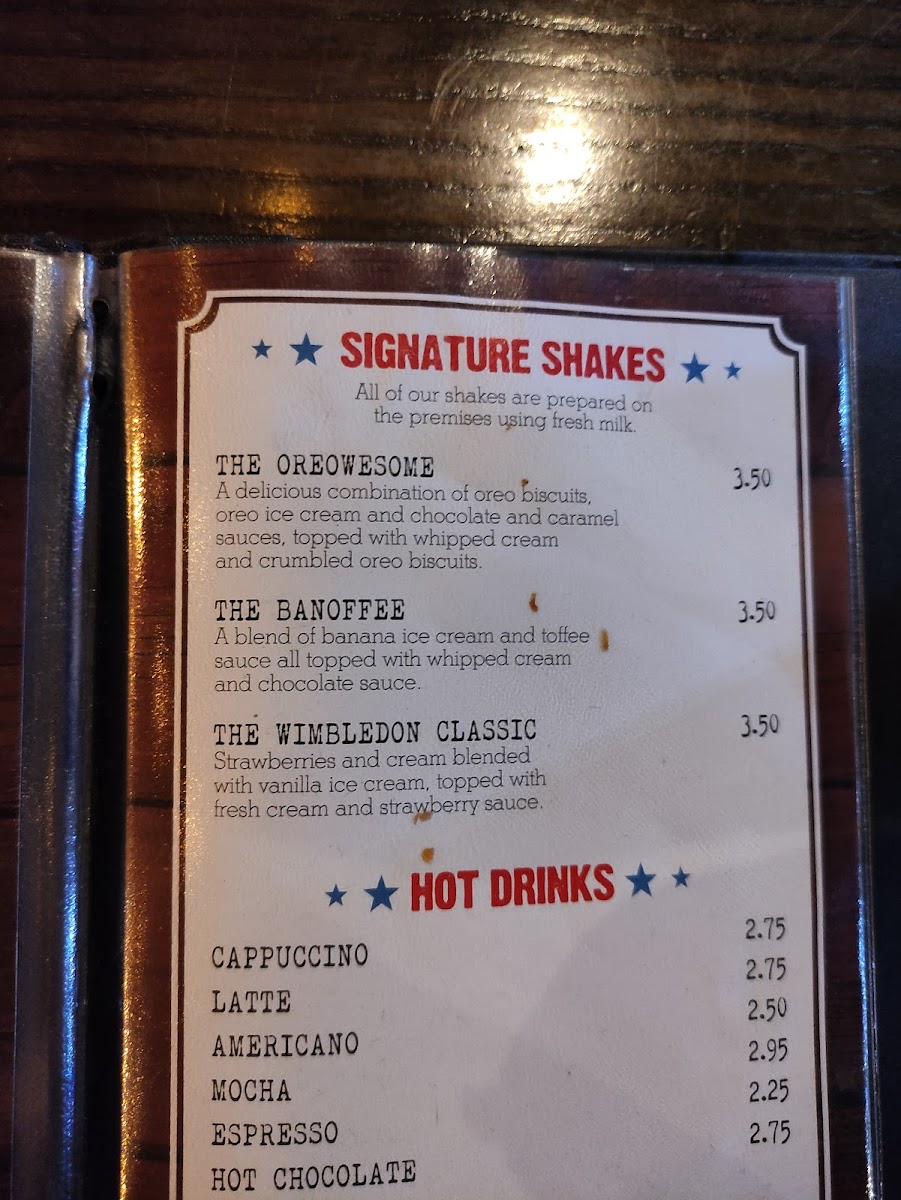 SIGNATURE SHAKES
All of our shakes are prepared on
the premises using fresh milk.
THE OREOWESOME 3.50
A delicious combination of oreo biscuits,
oreo ice cream and chocolate and caramel
sauces, topped with whipped cream
and crumbled oreo biscuits.
THE BANOFFEE 3.50
A blend of banana ice cream and toffee
sauce all topped with whipped cream
and chocolate sauce.
THE WIMBLEDON CLASSIC 3.50
Strawberries and cream blended
with vanilla ice cream, topped with
fresh cream and strawberry sauce.
HOT DRINKS
CAPPUCCINO 2.75
LATTE 2.75
AMERICANO 2.50
MOCHA 2.95
ESPRESSO 2.25
HOT CHOCOLATE 2.75